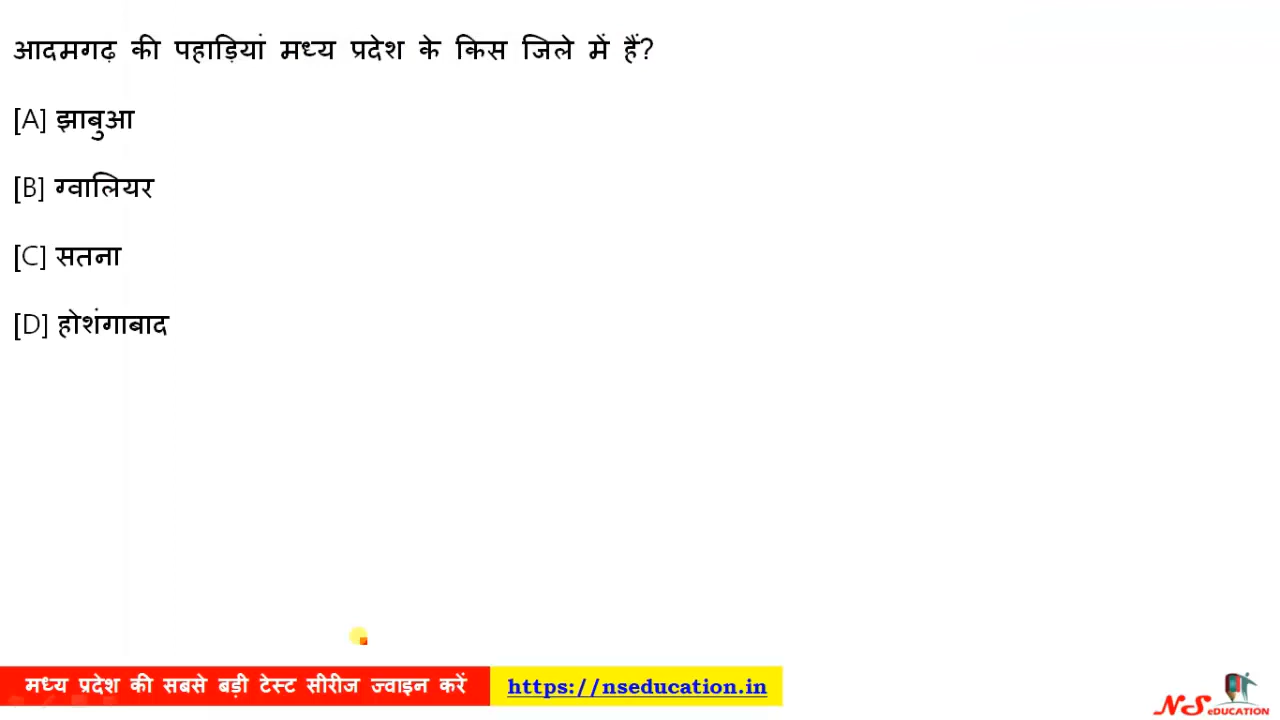 आदमगढ़ की पहाड़ियां मध्य प्रदेश के किस जिले में हैं?
[A] झाबुआ
[B] ग्वालियर
[C] सतना
[D] होशंगाबाद
मध्य प्रदेश की सबसे बड़ी टेस्ट सीरीज ज्वाइन करें https://nseducation.in
NS eDUCATION